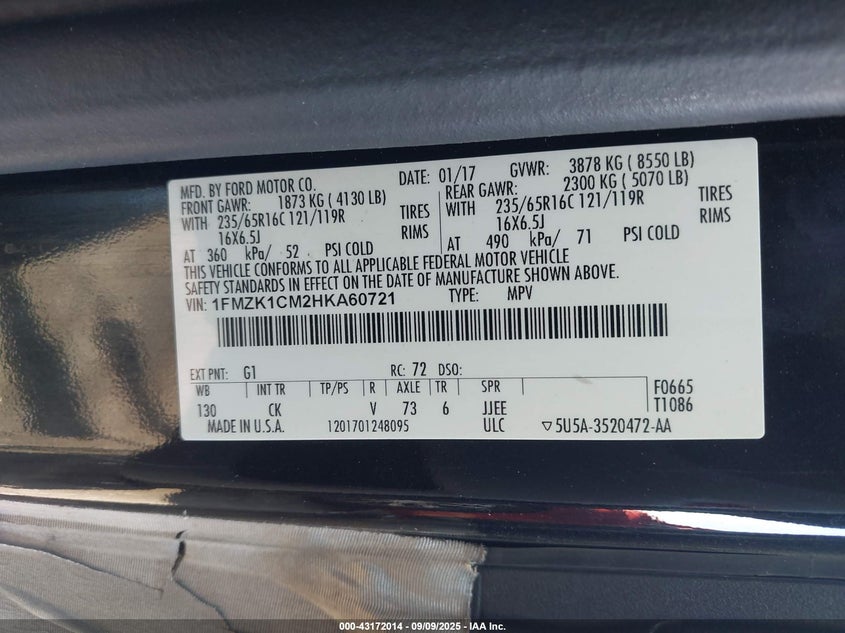 MFD. BY FORD MOTOR CO. DATE: 01/17 GVWR: 3878 KG ( 8550 LB)
FRONT GAWR: 1873 KG ( 4130 LB) REAR GAWR: 2300 KG ( 5070 LB)
WITH 235/65R16C 121/119R TIRES WITH 235/65R16C 121/119R TIRES
16X6.5J RIMS 16X6.5J RIMS
AT 360 kPa/ 52 PSI COLD AT 490 kPa/ 71 PSI COLD
THIS VEHICLE CONFORMS TO ALL APPLICABLE FEDERAL MOTOR VEHICLE
SAFETY STANDARDS IN EFFECT ON THE DATE OF MANUFACTURE SHOWN ABOVE.
VIN: 1FMZK1CM2HKA60721 TYPE: MPV
EXT PNT: G1 RC: 72 DSO:
WB INT TR TP/PS R AXLE TR SPR F0665
130 CK V 73 6 JJEE T1086
MADE IN U.S.A. 1201701248095 ULC ▽5U5A-3520472-AA
000-43172014 - 09/09/2025 - IAA Inc.